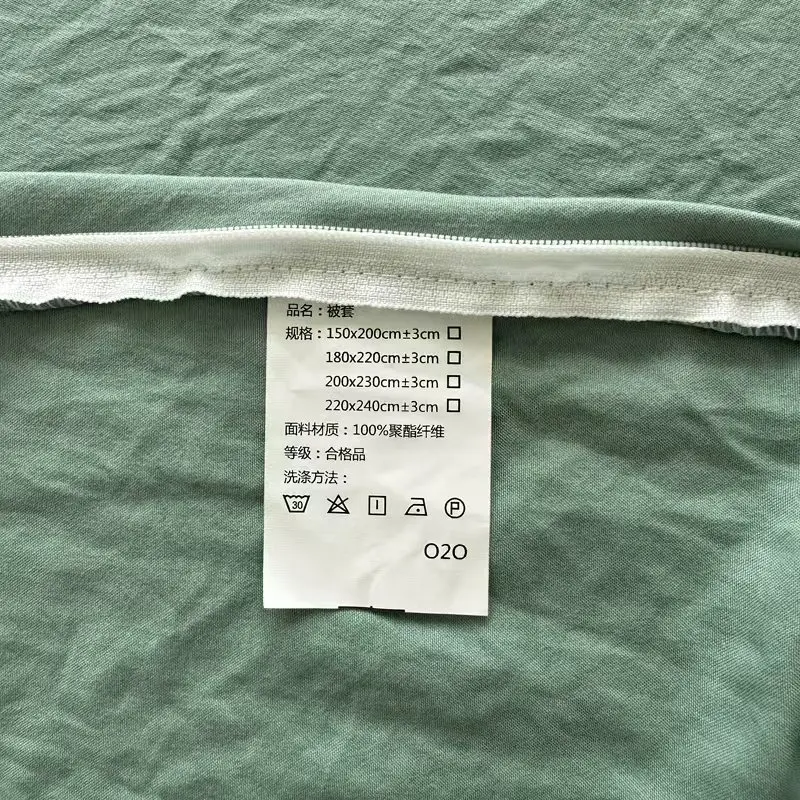 品名：被套
规格：150x200cm±3cm □
180x220cm±3cm □
200x230cm±3cm □
220x240cm±3cm □
面料材质：100%聚酯纤维
等级：合格品
洗涤方法：
30 P
O2O